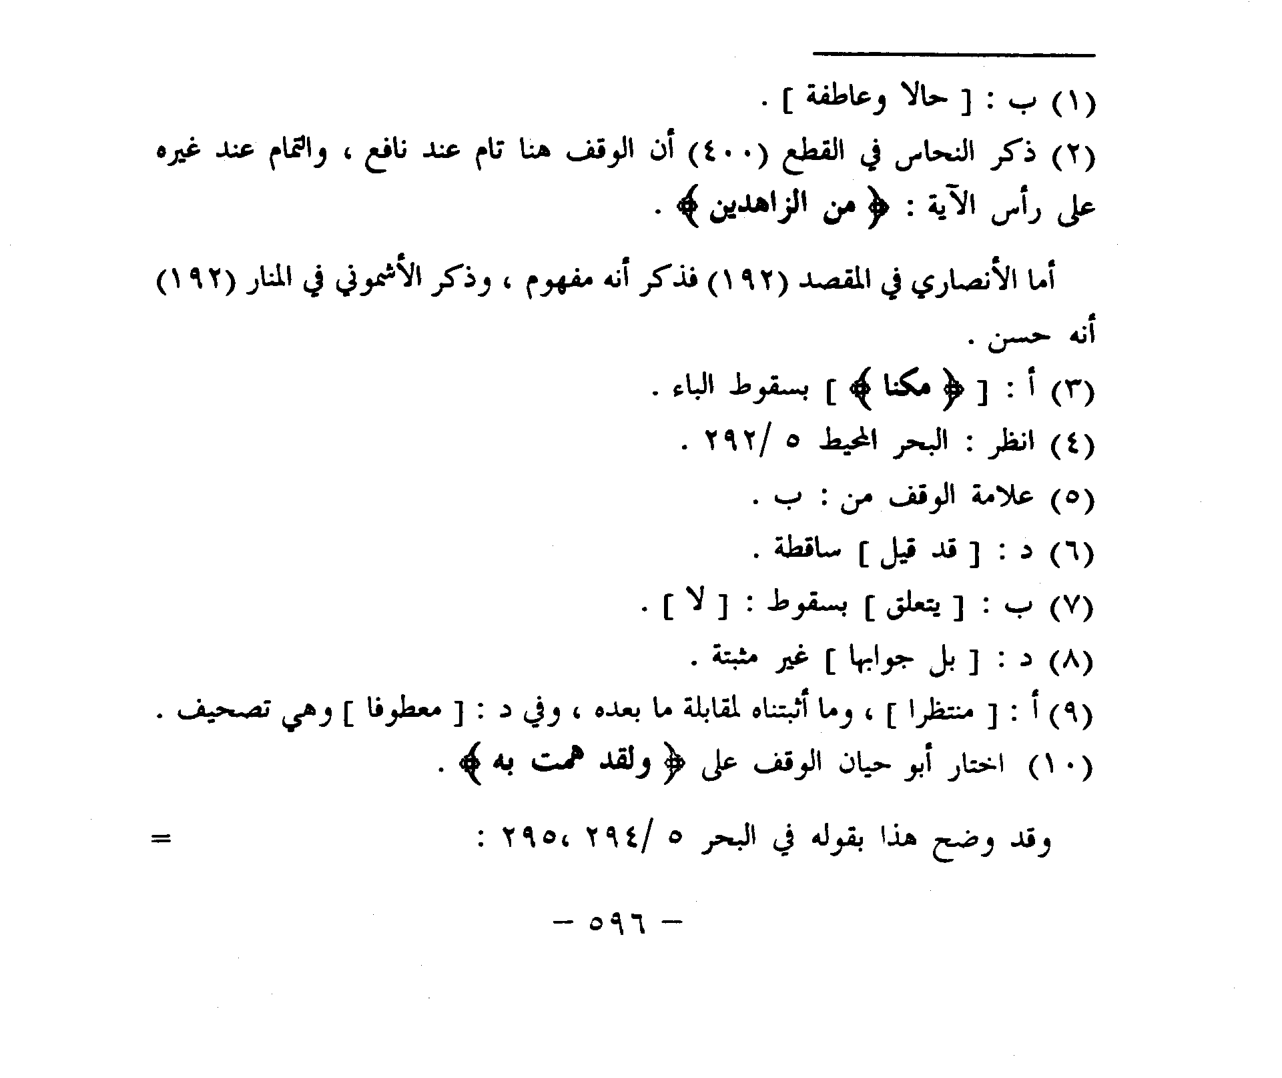 (١) ب : [ حالا وعاطفة ] .
(٢) ذكر النحاس في القطع (٤٠٠) أن الوقف هنا تام عند نافع ، والتمام عند غيره
على رأس الآية : ﴿ من الزاهدين ﴾ .
أما الأنصاري في المقصد (١٩٢) فذكر أنه مفهوم ، وذكر الأشموني في المنار (١٩٢)
أنه حسن .
(٣) أ : [ ﴿ مكنا ﴾ ] بسقوط الباء .
(٤) انظر : البحر المحيط ٥ /٢٩٢ .
(٥) علامة الوقف من : ب .
(٦) د : [ قد قيل ] ساقطة .
(٧) ب : [ يتعلق ] بسقوط : [ لا ] .
(٨) د : [ بل جوابها ] غير مثبتة .
(٩) أ : [ منتظرا ] ، وما أثبتناه لمقابلة ما بعده ، وفي د : [ معطوفا ] وهي تصحيف .
(١٠) اختار أبو حيان الوقف على ﴿ ولقد همت به ﴾ .
وقد وضح هذا بقوله في البحر ٥ /٢٩٤ ،٢٩٥ : =
– ٥٩٦ –